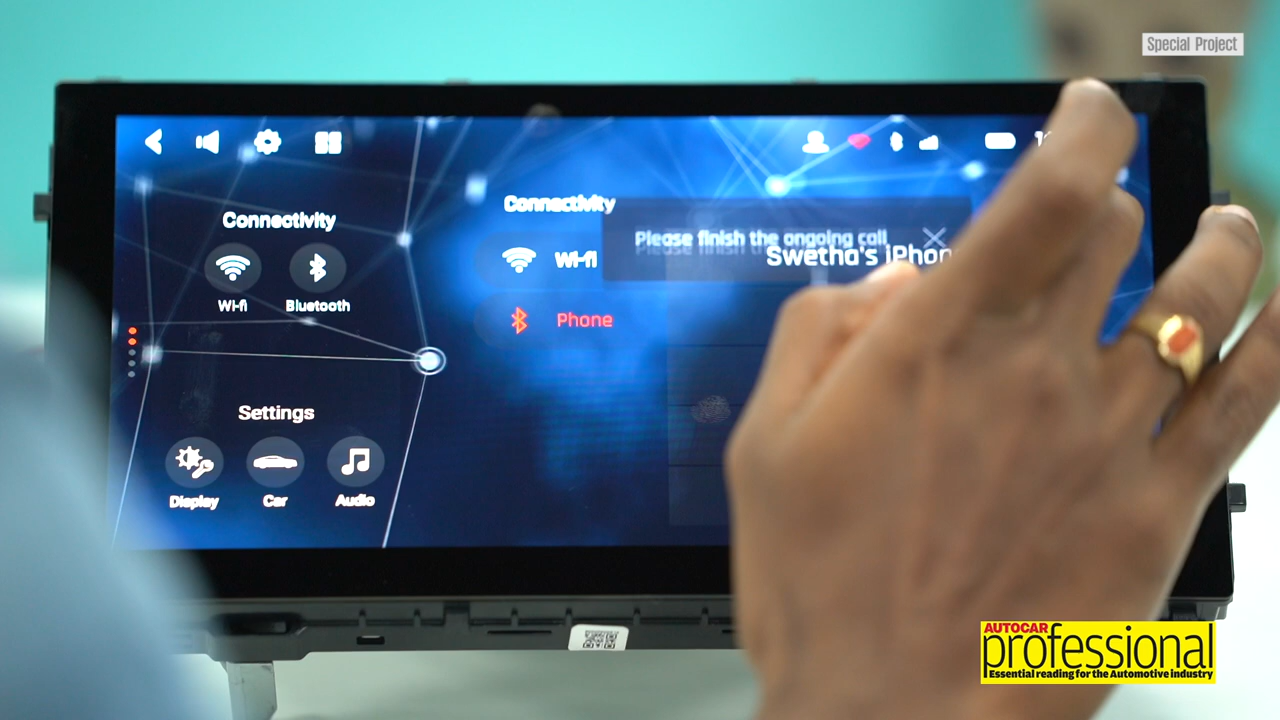 Special Project
Connectivity
Wi-fi
Bluetooth
Settings
Display
Car
Audio
Connectivity
Wi-fi
Phone
Please finish the ongoing call
Swetha's
AUTOCAR
professional
Essential reading for the Automotive industry